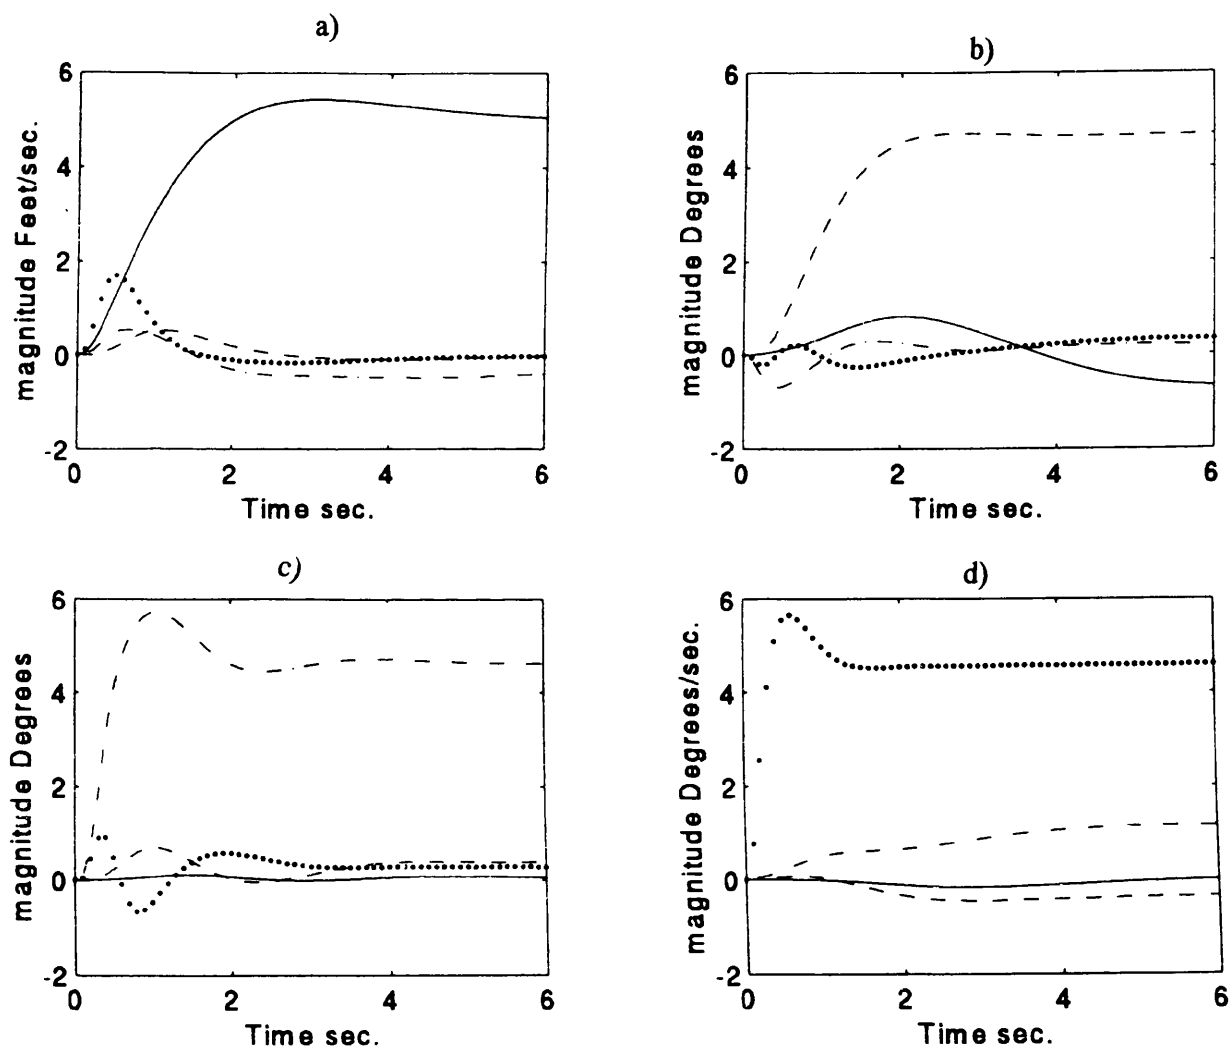 a)
6
4
2
0
-2
magnitude Feet/sec.
0 2 4 6
Time sec.
b)
6
4
2
0
-2
magnitude Degrees
0 2 4 6
Time sec.
c)
6
4
2
0
-2
magnitude Degrees
0 2 4 6
Time sec.
d)
6
4
2
0
-2
magnitude Degrees/sec.
0 2 4 6
Time sec.